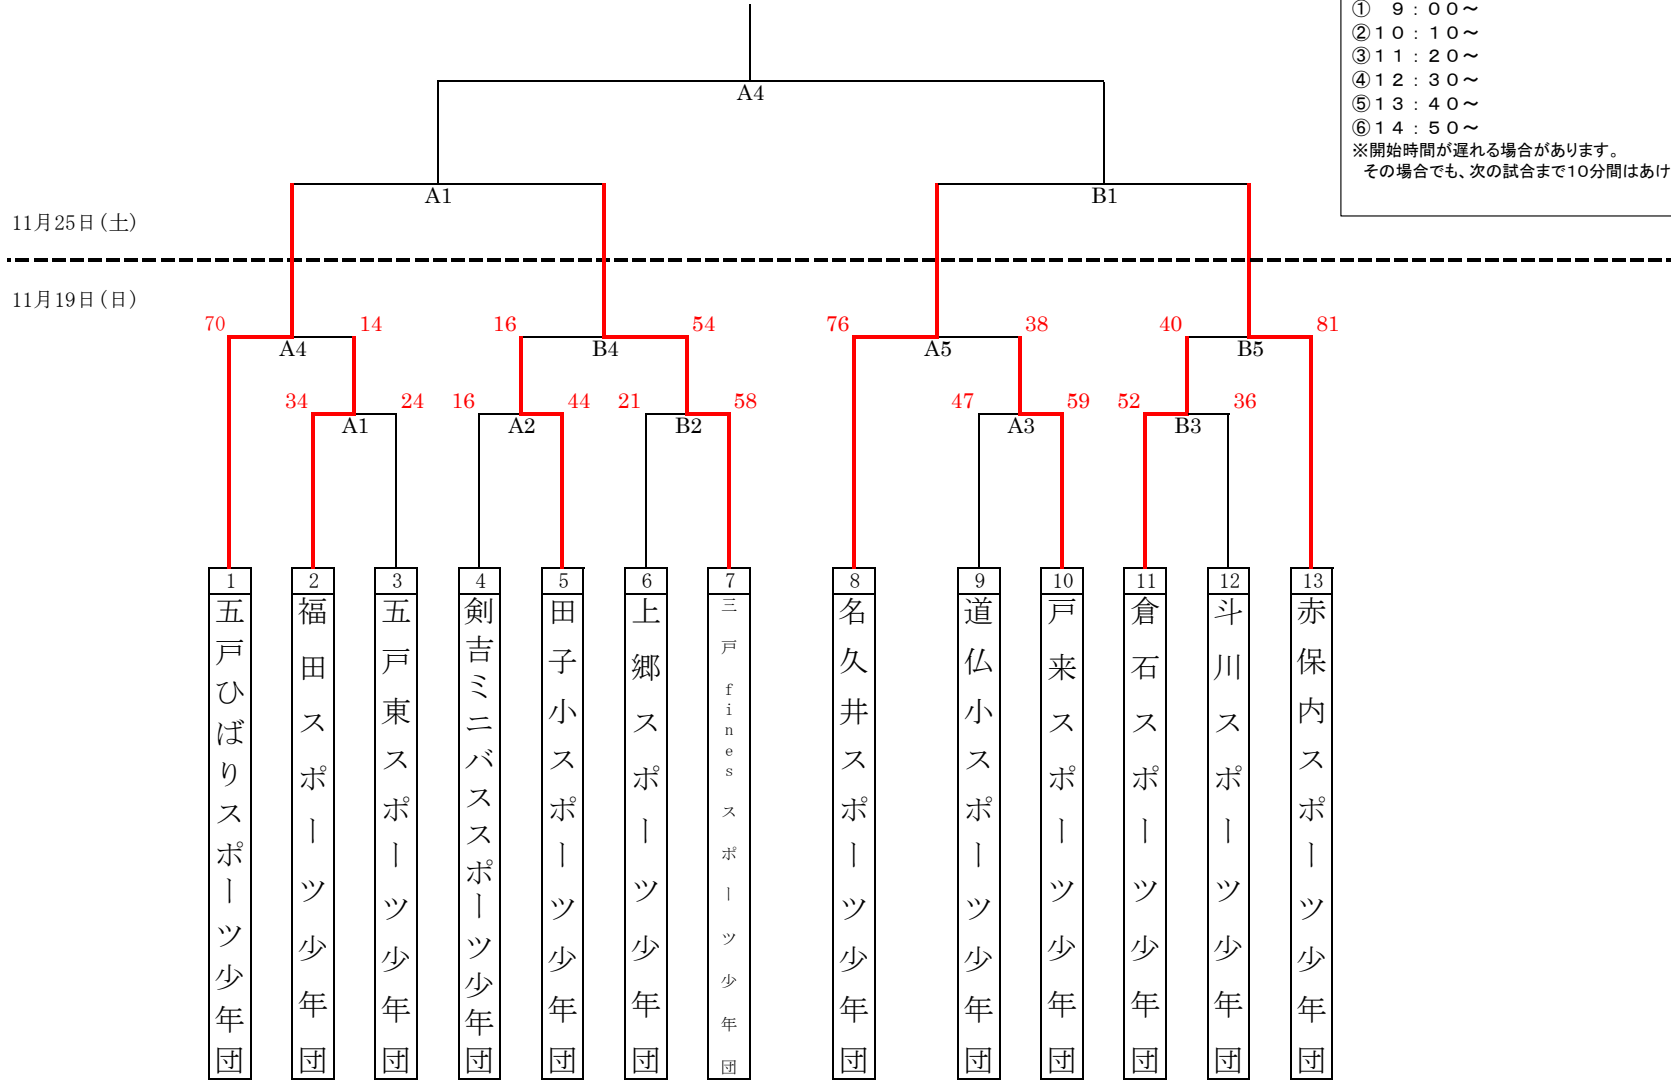 ① 9：00～
②10：10～
③11：20～
④12：30～
⑤13：40～
⑥14：50～
※開始時間が遅れる場合があります。
その場合でも、次の試合まで10分間はあけ
A4
A1 B1
11月25日(土)
11月19日(日)
70 14 16 54 76 38 40 81
A4 B4 A5 B5
34 24 16 44 21 58 47 59 52 36
A1 A2 B2 A3 B3
1 五戸ひばりスポーツ少年団
2 福田スポーツ少年団
3 五戸東スポーツ少年団
4 剣吉ミニバススポーツ少年団
5 田子小スポーツ少年団
6 上郷スポーツ少年団
7 三戸finesスポーツ少年団
8 名久井スポーツ少年団
9 道仏小スポーツ少年団
10 戸来スポーツ少年団
11 倉石スポーツ少年団
12 斗川スポーツ少年団
13 赤保内スポーツ少年団